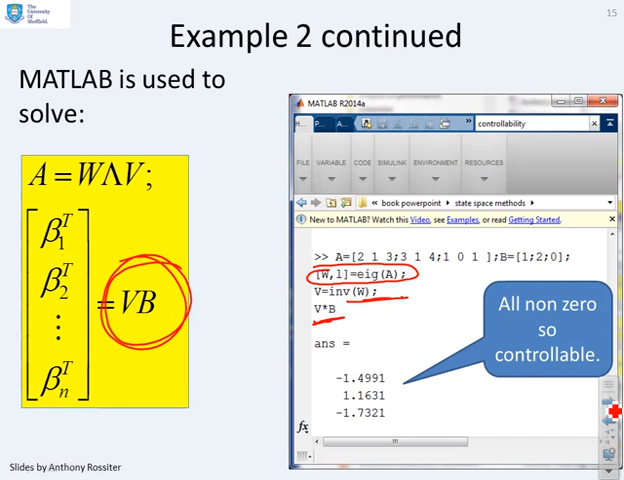 The
University
Of
Sheffield.
15
Example 2 continued
MATLAB is used to
solve:
A = WΛV;
β₁ᵀ
β₂ᵀ
⋮
βₙᵀ
= VB
MATLAB R2014a
H...
P...
A...
»
controllability
FILE
VARIABLE
CODE
SIMULINK
ENVIRONMENT
RESOURCES
« book powerpoint ▸ state space methods ▸
New to MATLAB? Watch this Video, see Examples, or read Getting Started.
>> A=[2 1 3;3 1 4;1 0 1 ];B=[1;2;0];
[W,l]=eig(A);
V=inv(W);
V*B
ans =
-1.4991
1.1631
-1.7321
fx
All non zero
so
controllable.
Slides by Anthony Rossiter